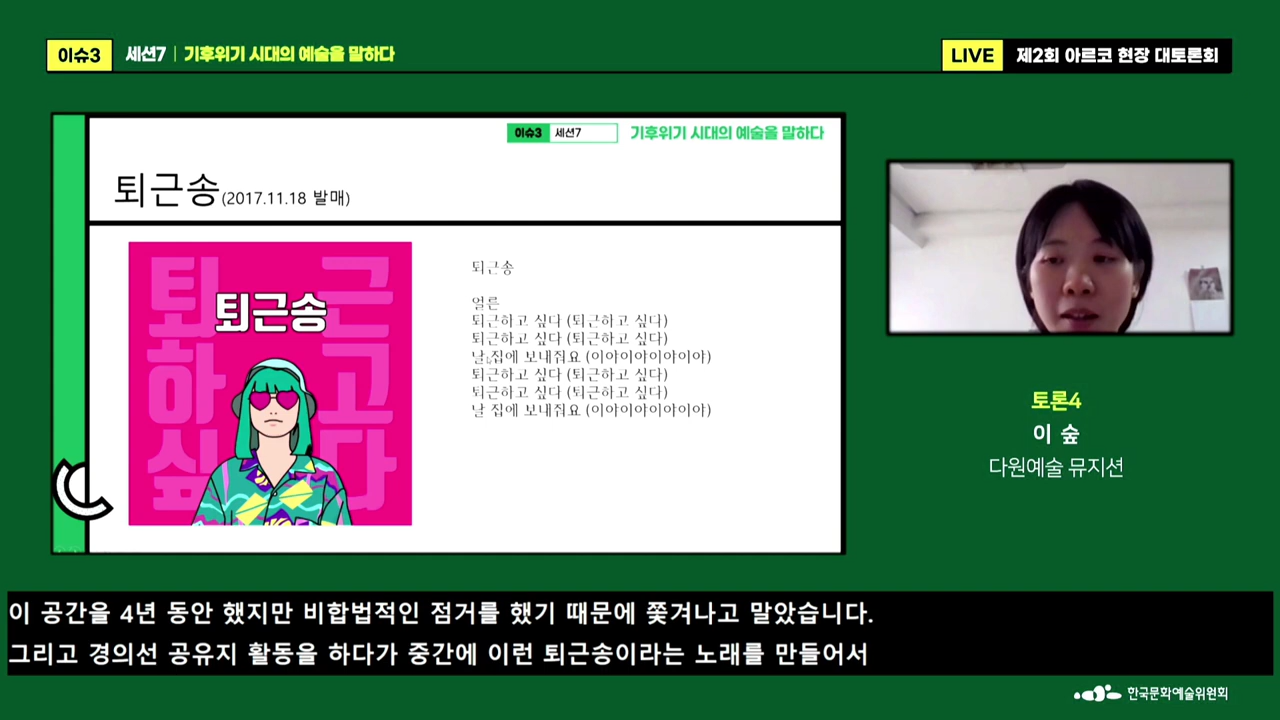 이슈3
세션7 | 기후위기 시대의 예술을 말하다
LIVE 제2회 아르코 현장 대토론회
이슈3 세션7 기후위기 시대의 예술을 말하다
퇴근송(2017.11.18 발매)
퇴근
하고
싶다
퇴근송
퇴근송
얼른
퇴근하고 싶다 (퇴근하고 싶다)
퇴근하고 싶다 (퇴근하고 싶다)
날 집에 보내줘요 (이아이아이아이야)
퇴근하고 싶다 (퇴근하고 싶다)
퇴근하고 싶다 (퇴근하고 싶다)
날 집에 보내줘요 (이아이아이아이야)
토론4
이 숲
다원예술 뮤지션
이 공간을 4년 동안 했지만 비합법적인 점거를 했기 때문에 쫓겨나고 말았습니다.
그리고 경의선 공유지 활동을 하다가 중간에 이런 퇴근송이라는 노래를 만들어서
한국문화예술위원회